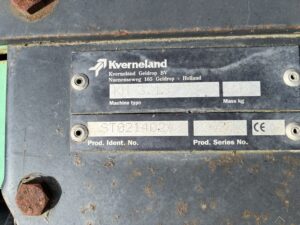 Kverneland
Kverneland Geldrop BV
Nuenenseweg 165 Geldrop - Holland
Machine type
Mass kg
CE
Prod. Ident. No.
Prod. Series No.